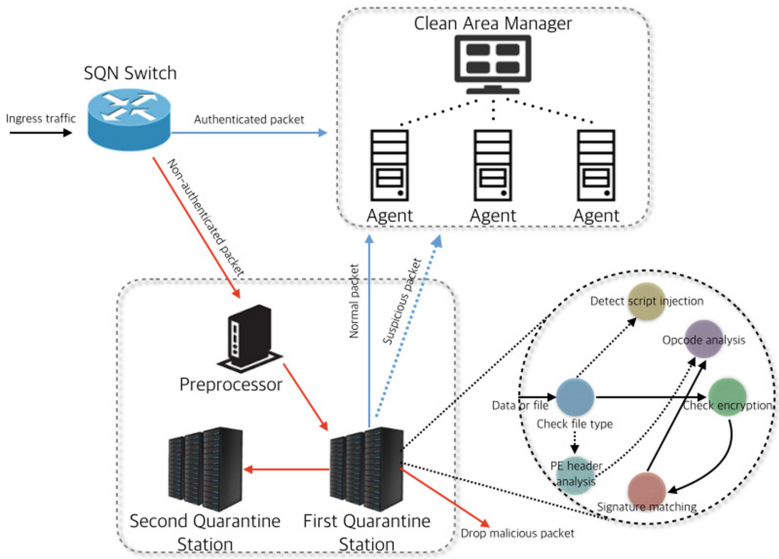 Clean Area Manager
SQN Switch
Ingress traffic
Authenticated packet
Agent
Agent
Agent
Non-authenticated packet
Normal packet
Suspicious packet
Preprocessor
Second Quarantine
Station
First Quarantine
Station
Drop malicious packet
Detect script injection
Opcode analysis
Data or file
Check file type
Check encryption
PE header
analysis
Signature matching